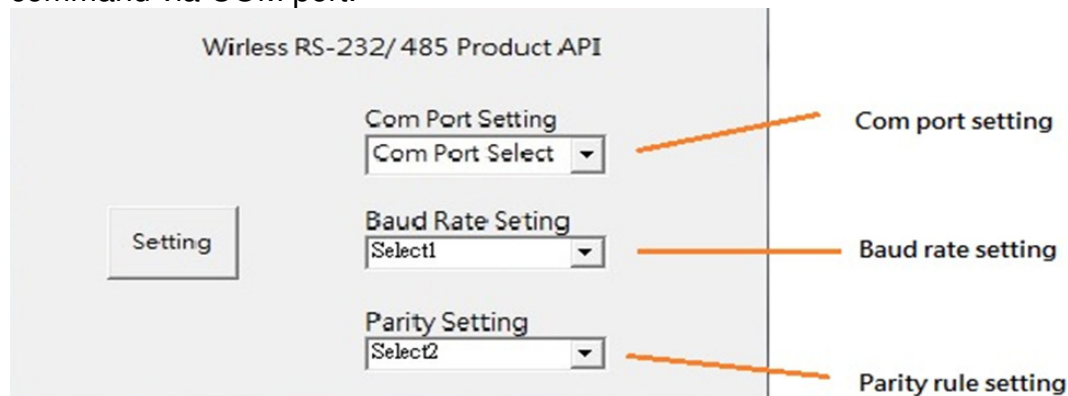 command via COM port.
Wirless RS-232/ 485 Product API
Com Port Setting
Com Port Select
Com port setting
Setting
Baud Rate Seting
Select1
Baud rate setting
Parity Setting
Select2
Parity rule setting